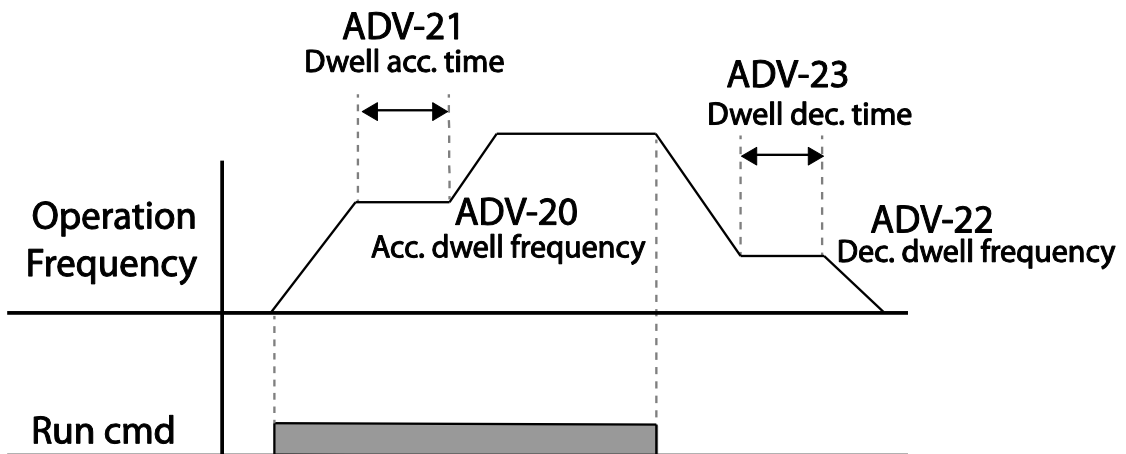 ADV-21
Dwell acc. time
ADV-23
Dwell dec. time
Operation
Frequency
ADV-20
Acc. dwell frequency
ADV-22
Dec. dwell frequency
Run cmd